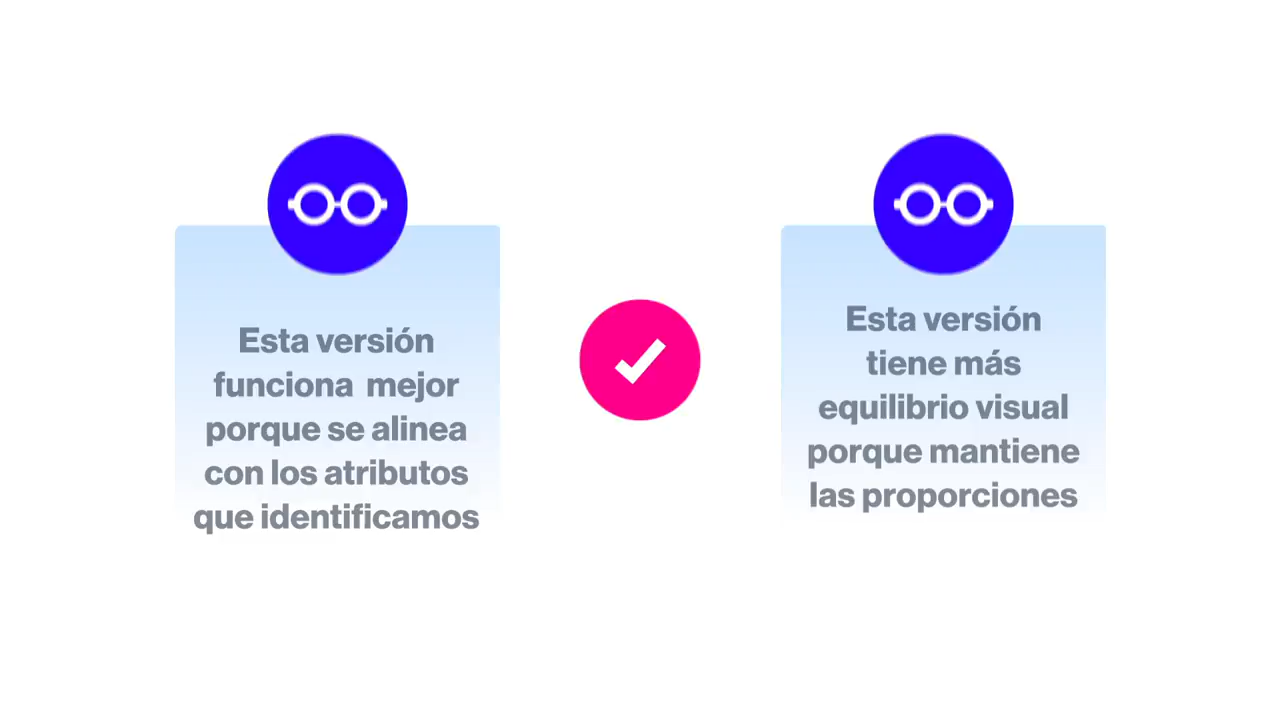 Esta versión
funciona  mejor
porque se alinea
con los atributos
que identificamos
Esta versión
tiene más
equilibrio visual
porque mantiene
las proporciones